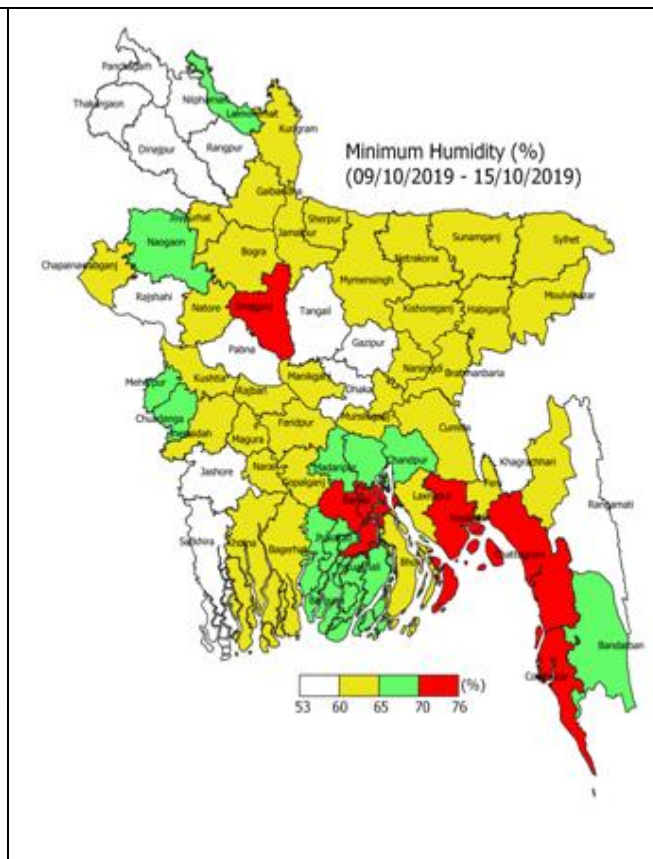 Panchagarh
Thakurgaon
Nilphamari
Lalmonirhat
Kurigram
Dinajpur
Rangpur
Minimum Humidity (%)
(09/10/2019 - 15/10/2019)
Gaibandha
Joypurhat
Sherpur
Jamalpur
Naogaon
Bogra
Netrakona
Sunamganj
Sylhet
Chapainawabganj
Mymensingh
Moulvibazar
Rajshahi
Natore
Sirajganj
Tangail
Kishoreganj
Habiganj
Pabna
Gazipur
Narsingdi
Brahmanbaria
Meherpur
Kushtia
Rajbari
Manikganj
Dhaka
Chuadanga
Munshiganj
Magura
Faridpur
Cumilla
Khagrachhari
Jashore
Narail
Gopalganj
Madaripur
Chandpur
Feni
Rangamati
Satkhira
Khulna
Bagerhat
Bhola
Bandarban
(%)
53 60 65 70 76